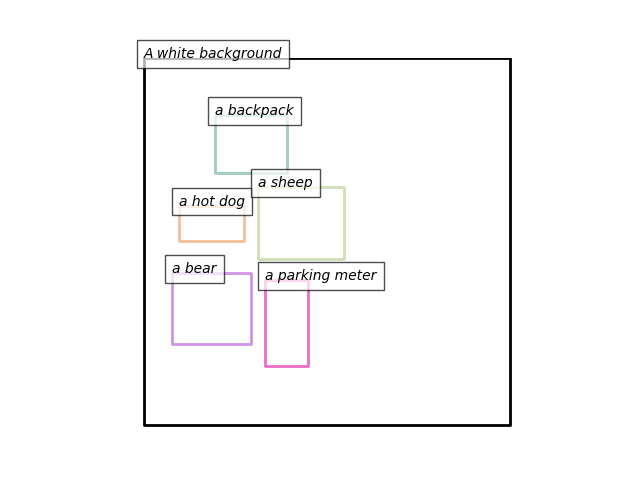 A white background
a backpack
a sheep
a hot dog
a bear
a parking meter